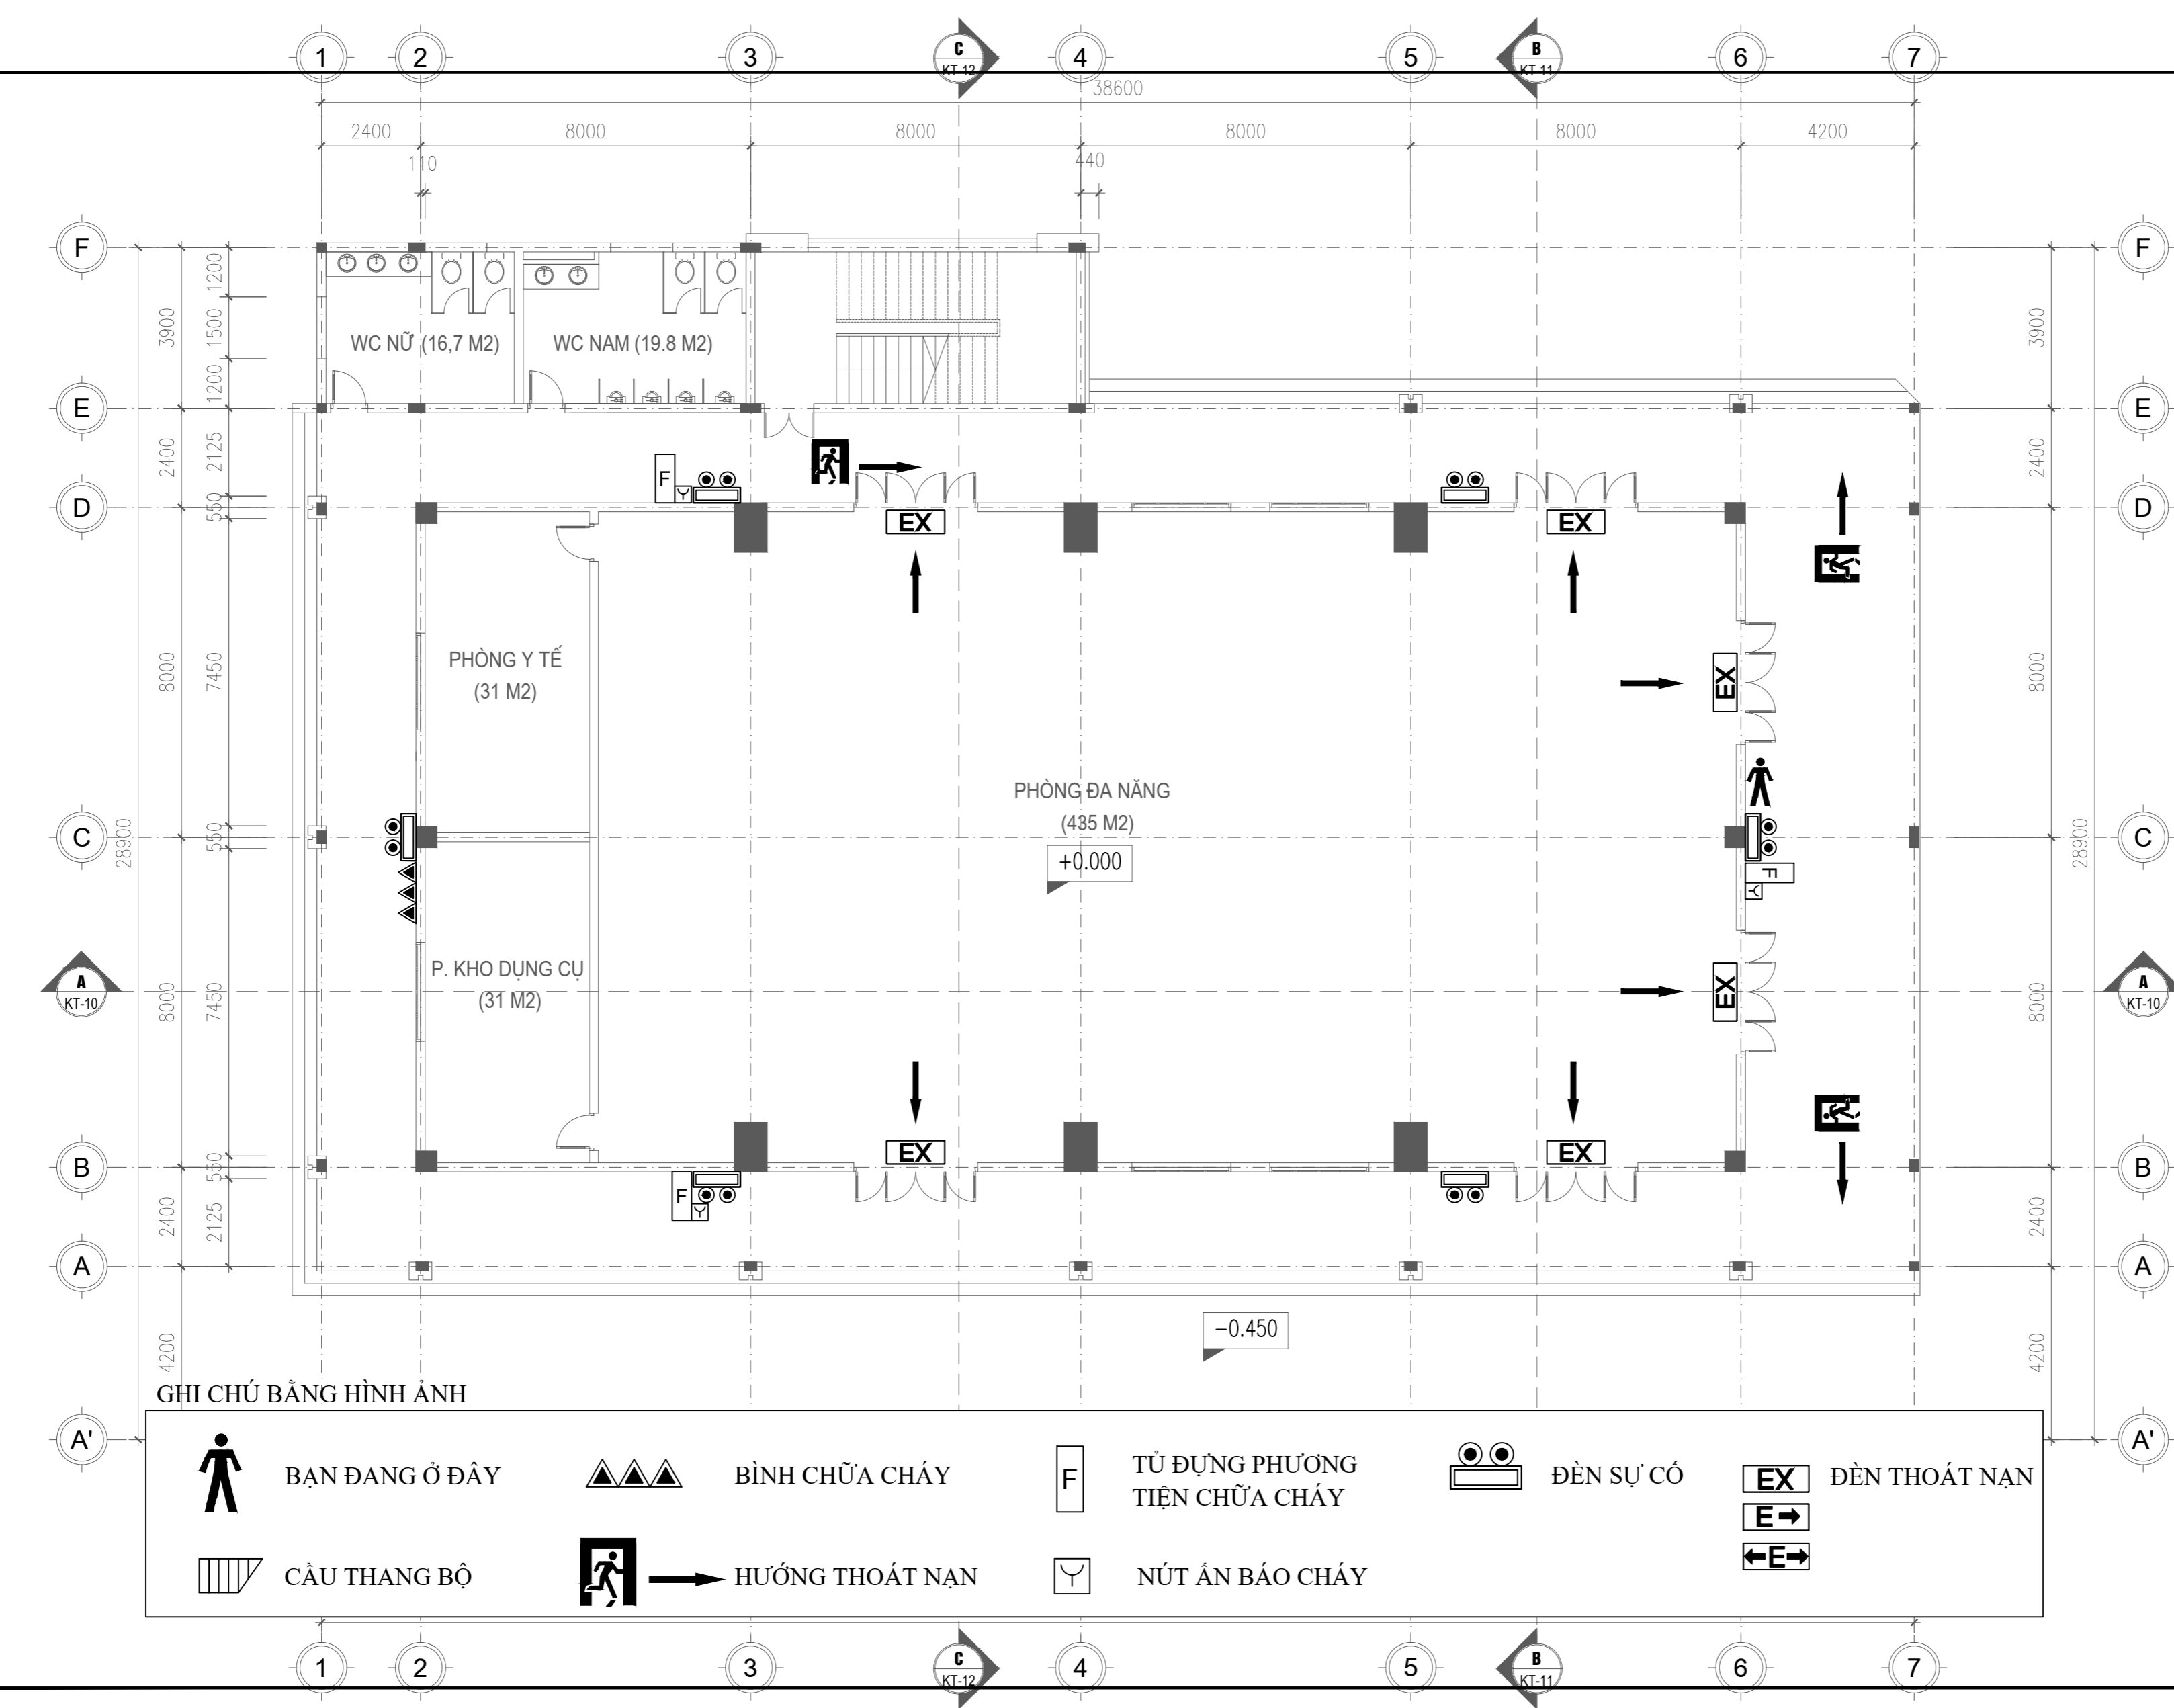 1 2 3 C 4 5 B 6 7
KT-12 KT-11
38600
2400 8000 8000 8000 8000 4200
110 440
F F
1200
3900 1500 3900
WC NỮ (16,7 M2) WC NAM (19.8 M2)
1200
E E
2400 2125 2400
F
EX EX
D D
550
PHÒNG Y TẾ
(31 M2)
8000 7450 8000
EX
PHÒNG ĐA NĂNG
(435 M2)
+0.000
C C
28900 550 28900
F
P. KHO DỤNG CỤ
(31 M2)
A A
KT-10 KT-10
8000 7450 8000
EX
EX EX
B B
550
F
2400 2125 2400
A A
-0.450
4200 4200
GHI CHÚ BẰNG HÌNH ẢNH
A' A'
BẠN ĐANG Ở ĐÂY
BÌNH CHỮA CHÁY
F
TỦ ĐỰNG PHƯƠNG
TIỆN CHỮA CHÁY
ĐÈN SỰ CỐ
EX ĐÈN THOÁT NẠN
E
E
CẦU THANG BỘ
HƯỚNG THOÁT NẠN
NÚT ẤN BÁO CHÁY
1 2 3 C 4 5 B 6 7
KT-12 KT-11